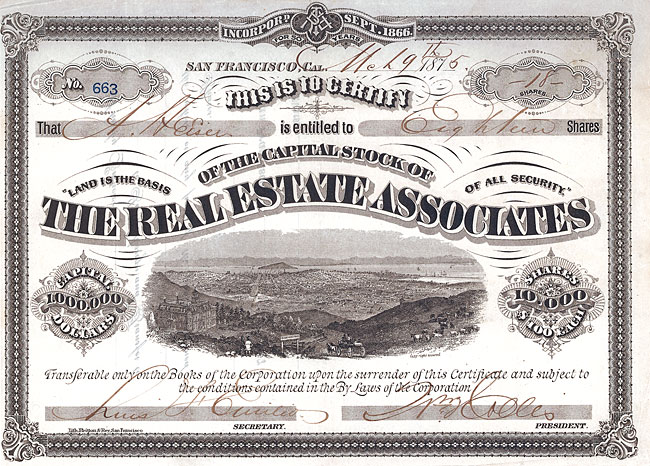 INCORPD. SEPT. 1866.
FOR 50 YEARS
SAN FRANCISCO, CAL. 29th 1875
No. 663
THIS IS TO CERTIFY
SHARES.
That is entitled to Eighteen Shares
OF THE CAPITAL STOCK OF
"LAND IS THE BASIS OF ALL SECURITY."
THE REAL ESTATE ASSOCIATES
CAPITAL 1,000,000 DOLLARS
SHARES 10,000 $100 EACH
Transferable only on the Books of the Corporation upon the surrender of this Certificate and subject to
the conditions contained in the By Laws of the Corporation
SECRETARY. PRESIDENT.